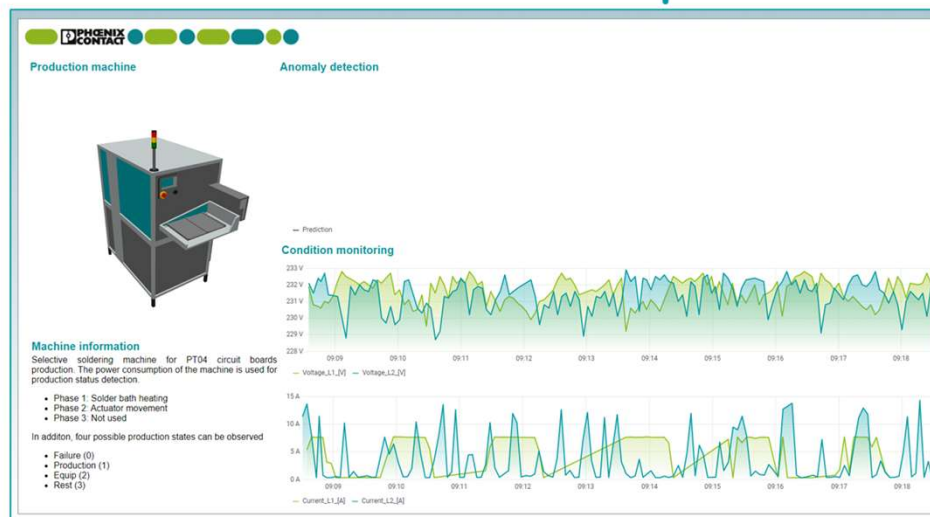 PHŒNIX
CONTACT
Production machine
Anomaly detection
Prediction
Condition monitoring
233 V
232 V
231 V
230 V
229 V
228 V
09:09 09:10 09:11 09:12 09:13 09:14 09:15 09:16 09:17 09:18
Voltage_L1_[V] Voltage_L2_[V]
Machine information
Selective soldering machine for PT04 circuit boards
production. The power consumption of the machine is used for
production status detection.
Phase 1: Solder bath heating
Phase 2: Actuator movement
Phase 3: Not used
In additon, four possible production states can be observed
Failure (0)
Production (1)
Equip (2)
Rest (3)
15 A
10 A
5 A
0 A
09:09 09:10 09:11 09:12 09:13 09:14 09:15 09:16 09:17 09:18
Current_L1_[A] Current_L2_[A]